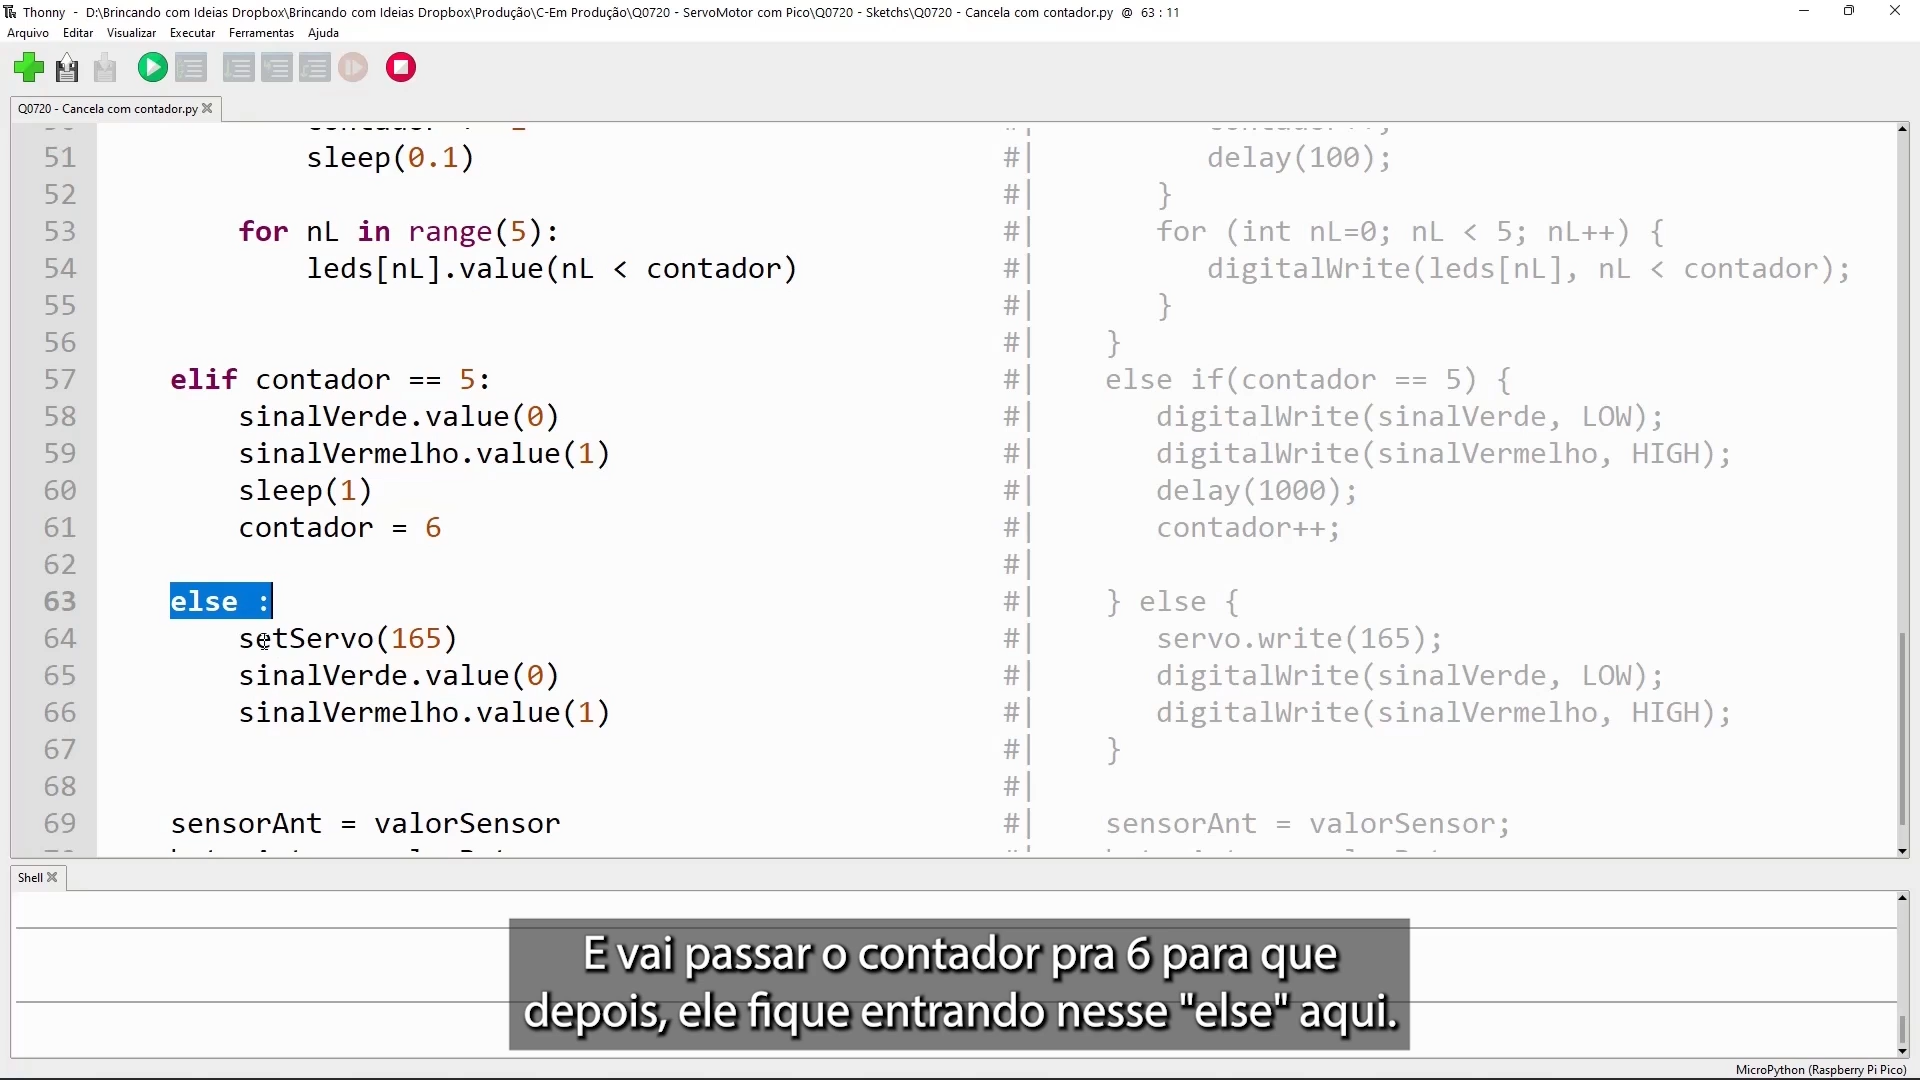 Thonny - D:\Brincando com Ideias Dropbox\Brincando com Ideias Dropbox\Produção\C-Em Produção\Q0720 - ServoMotor com Pico\Q0720 - Sketchs\Q0720 - Cancela com contador.py @ 63 : 11
Arquivo Editar Visualizar Executar Ferramentas Ajuda
Q0720 - Cancela com contador.py
51 sleep(0.1) #| delay(100);
52 #| }
53 for nL in range(5): #| for (int nL=0; nL < 5; nL++) {
54 leds[nL].value(nL < contador) #| digitalWrite(leds[nL], nL < contador);
55 #| }
56 #| }
57 elif contador == 5: #| else if(contador == 5) {
58 sinalVerde.value(0) #| digitalWrite(sinalVerde, LOW);
59 sinalVermelho.value(1) #| digitalWrite(sinalVermelho, HIGH);
60 sleep(1) #| delay(1000);
61 contador = 6 #| contador++;
62 #|
63 else : #| } else {
64 setServo(165) #| servo.write(165);
65 sinalVerde.value(0) #| digitalWrite(sinalVerde, LOW);
66 sinalVermelho.value(1) #| digitalWrite(sinalVermelho, HIGH);
67 #| }
68 #|
69 sensorAnt = valorSensor #| sensorAnt = valorSensor;
Shell
E vai passar o contador pra 6 para que
depois, ele fique entrando nesse "else" aqui.
MicroPython (Raspberry Pi Pico)